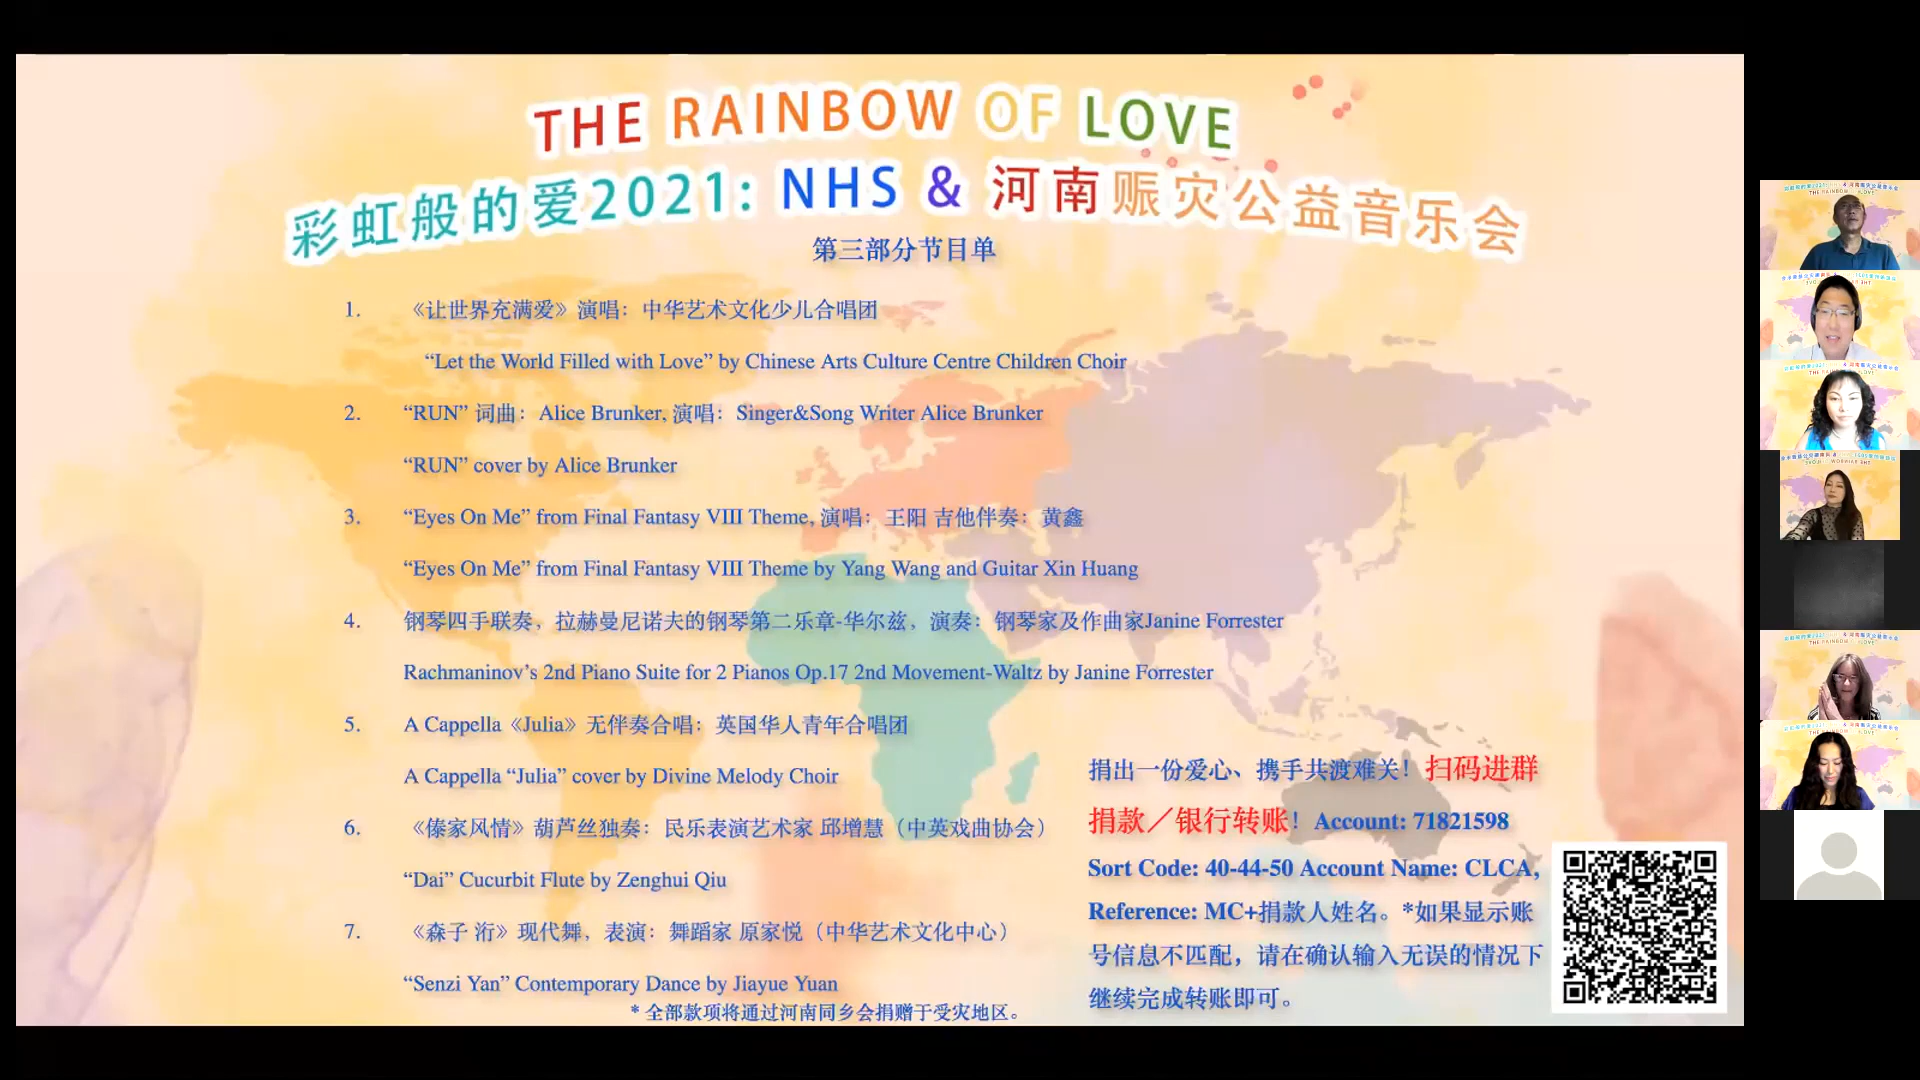 THE RAINBOW OF LOVE
彩虹般的爱2021: NHS & 河南赈灾公益音乐会
第三部分节目单
1. 《让世界充满爱》演唱：中华艺术文化少儿合唱团
“Let the World Filled with Love” by Chinese Arts Culture Centre Children Choir
2. “RUN” 词曲：Alice Brunker, 演唱：Singer&Song Writer Alice Brunker
“RUN” cover by Alice Brunker
3. “Eyes On Me” from Final Fantasy VIII Theme, 演唱：王阳 吉他伴奏：黄鑫
“Eyes On Me” from Final Fantasy VIII Theme by Yang Wang and Guitar Xin Huang
4. 钢琴四手联奏，拉赫曼尼诺夫的钢琴第二乐章-华尔兹，演奏：钢琴家及作曲家Janine Forrester
Rachmaninov’s 2nd Piano Suite for 2 Pianos Op.17 2nd Movement-Waltz by Janine Forrester
5. A Cappella《Julia》无伴奏合唱：英国华人青年合唱团
A Cappella “Julia” cover by Divine Melody Choir
6. 《傣家风情》葫芦丝独奏：民乐表演艺术家 邱增慧（中英戏曲协会）
“Dai” Cucurbit Flute by Zenghui Qiu
7. 《森子 洐》现代舞，表演：舞蹈家 原家悦（中华艺术文化中心）
“Senzi Yan” Contemporary Dance by Jiayue Yuan
* 全部款项将通过河南同乡会捐赠于受灾地区。
捐出一份爱心、携手共渡难关！扫码进群
捐款／银行转账！Account: 71821598
Sort Code: 40-44-50 Account Name: CLCA,
Reference: MC+捐款人姓名。*如果显示账
号信息不匹配，请在确认输入无误的情况下
继续完成转账即可。